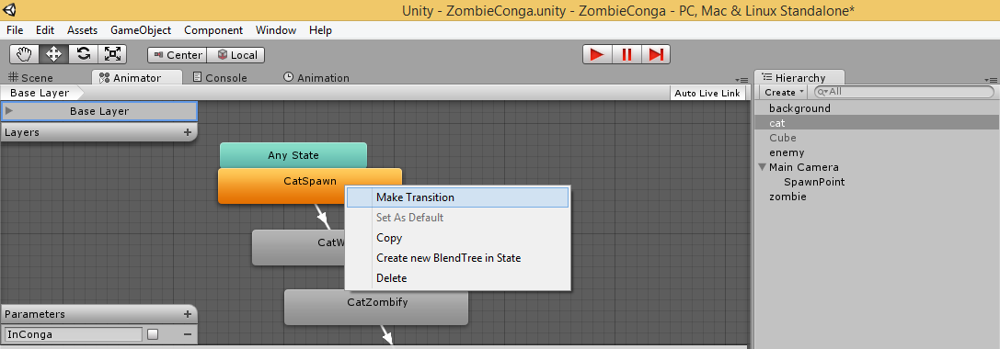 Unity - ZombieConga.unity - ZombieConga - PC, Mac & Linux Standalone*
File Edit Assets GameObject Component Window Help
Center Local
Scene Animator Console Animation
Hierarchy
Base Layer
Auto Live Link
Create All
Base Layer
Layers
Any State
CatSpawn
Make Transition
Set As Default
CatW
Copy
Create new BlendTree in State
Delete
CatZombify
Parameters
InConga
background
cat
Cube
enemy
Main Camera
SpawnPoint
zombie